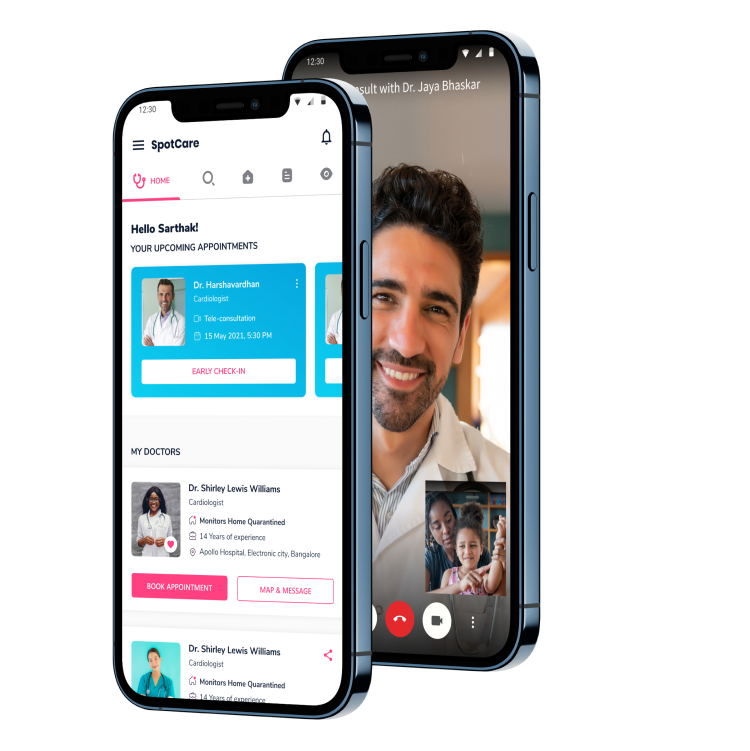 12:30
SpotCare
HOME
Hello Sarthak!
YOUR UPCOMING APPOINTMENTS
Dr. Harshavardhan
Cardiologist
Tele-consultation
15 May 2021, 5:30 PM
EARLY CHECK-IN
MY DOCTORS
Dr. Shirley Lewis Williams
Cardiologist
Monitors Home Quarantined
14 Years of experience
Apollo Hospital, Electronic city, Bangalore
BOOK APPOINTMENT
MAP & MESSAGE
Dr. Shirley Lewis Williams
Cardiologist
Monitors Home Quarantined
14 Years of experience
12:30
with Dr. Jaya Bhaskar